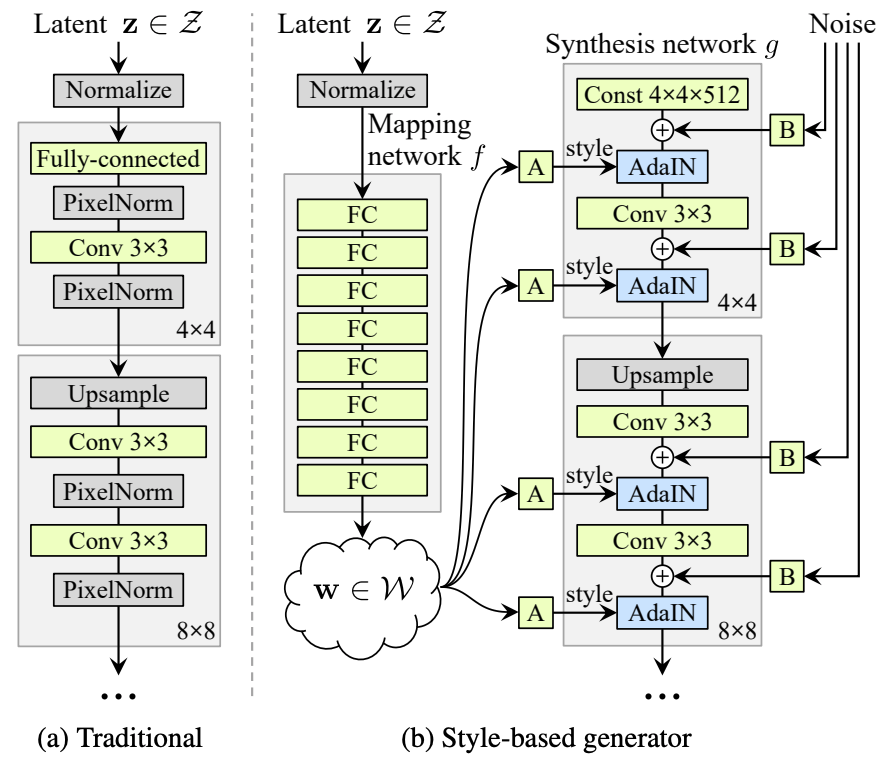 Latent z ∈ 𝒵
Normalize
Fully-connected
PixelNorm
Conv 3×3
PixelNorm
4×4
Upsample
Conv 3×3
PixelNorm
Conv 3×3
PixelNorm
8×8
...
(a) Traditional
Latent z ∈ 𝒵
Normalize
Mapping
network f
FC
FC
FC
FC
FC
FC
FC
FC
w ∈ 𝒲
A
style
A
style
A
style
A
style
Synthesis network g
Const 4×4×512
+
AdaIN
Conv 3×3
+
AdaIN
4×4
Upsample
Conv 3×3
+
AdaIN
Conv 3×3
+
AdaIN
8×8
...
Noise
B
B
B
B
(b) Style-based generator